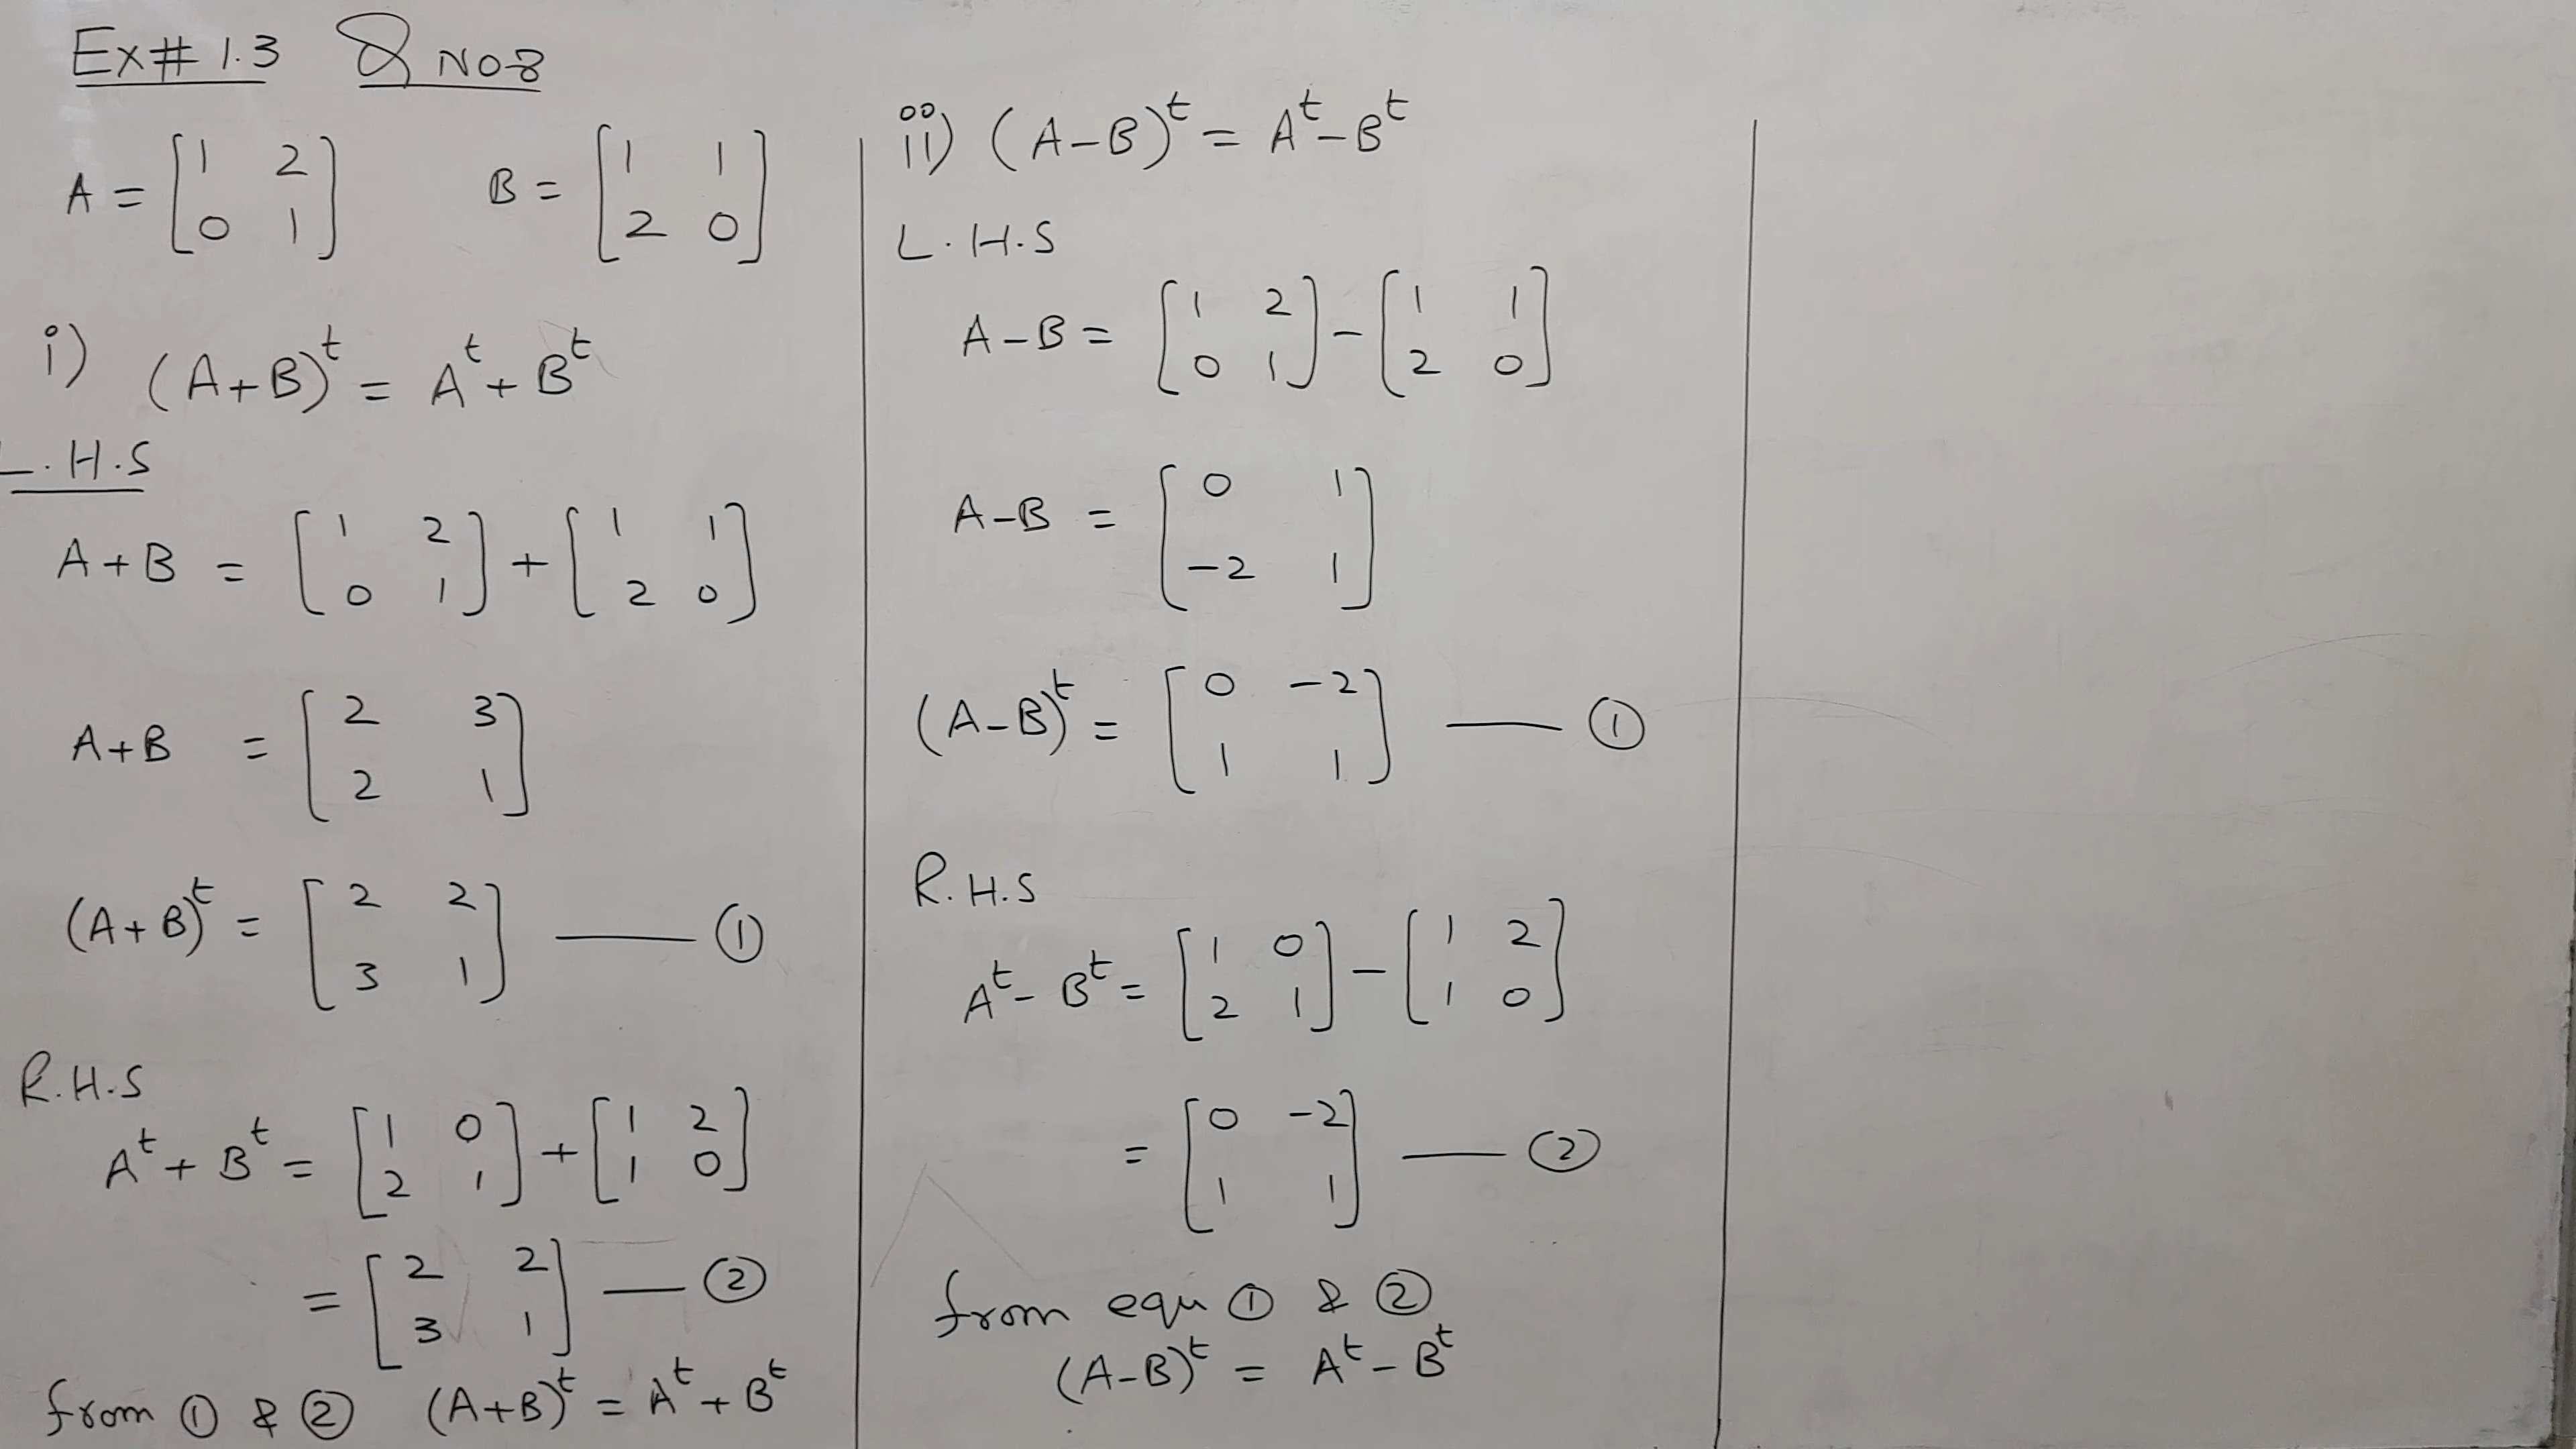 Ex# 1.3 Q NO-8
A = [1 2; 0 1] B = [1 1; 2 0]
i) (A+B)^t = A^t + B^t
L.H.S
A+B = [1 2; 0 1] + [1 1; 2 0]
A+B = [2 3; 2 1]
(A+B)^t = [2 2; 3 1] —— ①
R.H.S
A^t + B^t = [1 0; 2 1] + [1 2; 1 0]
= [2 2; 3 1] —— ②
from ① & ② (A+B)^t = A^t + B^t
ii) (A-B)^t = A^t - B^t
L.H.S
A-B = [1 2; 0 1] - [1 1; 2 0]
A-B = [0 1; -2 1]
(A-B)^t = [0 -2; 1 1] —— ①
R.H.S
A^t - B^t = [1 0; 2 1] - [1 2; 1 0]
= [0 -2; 1 1] —— ②
from equ ① & ②
(A-B)^t = A^t - B^t